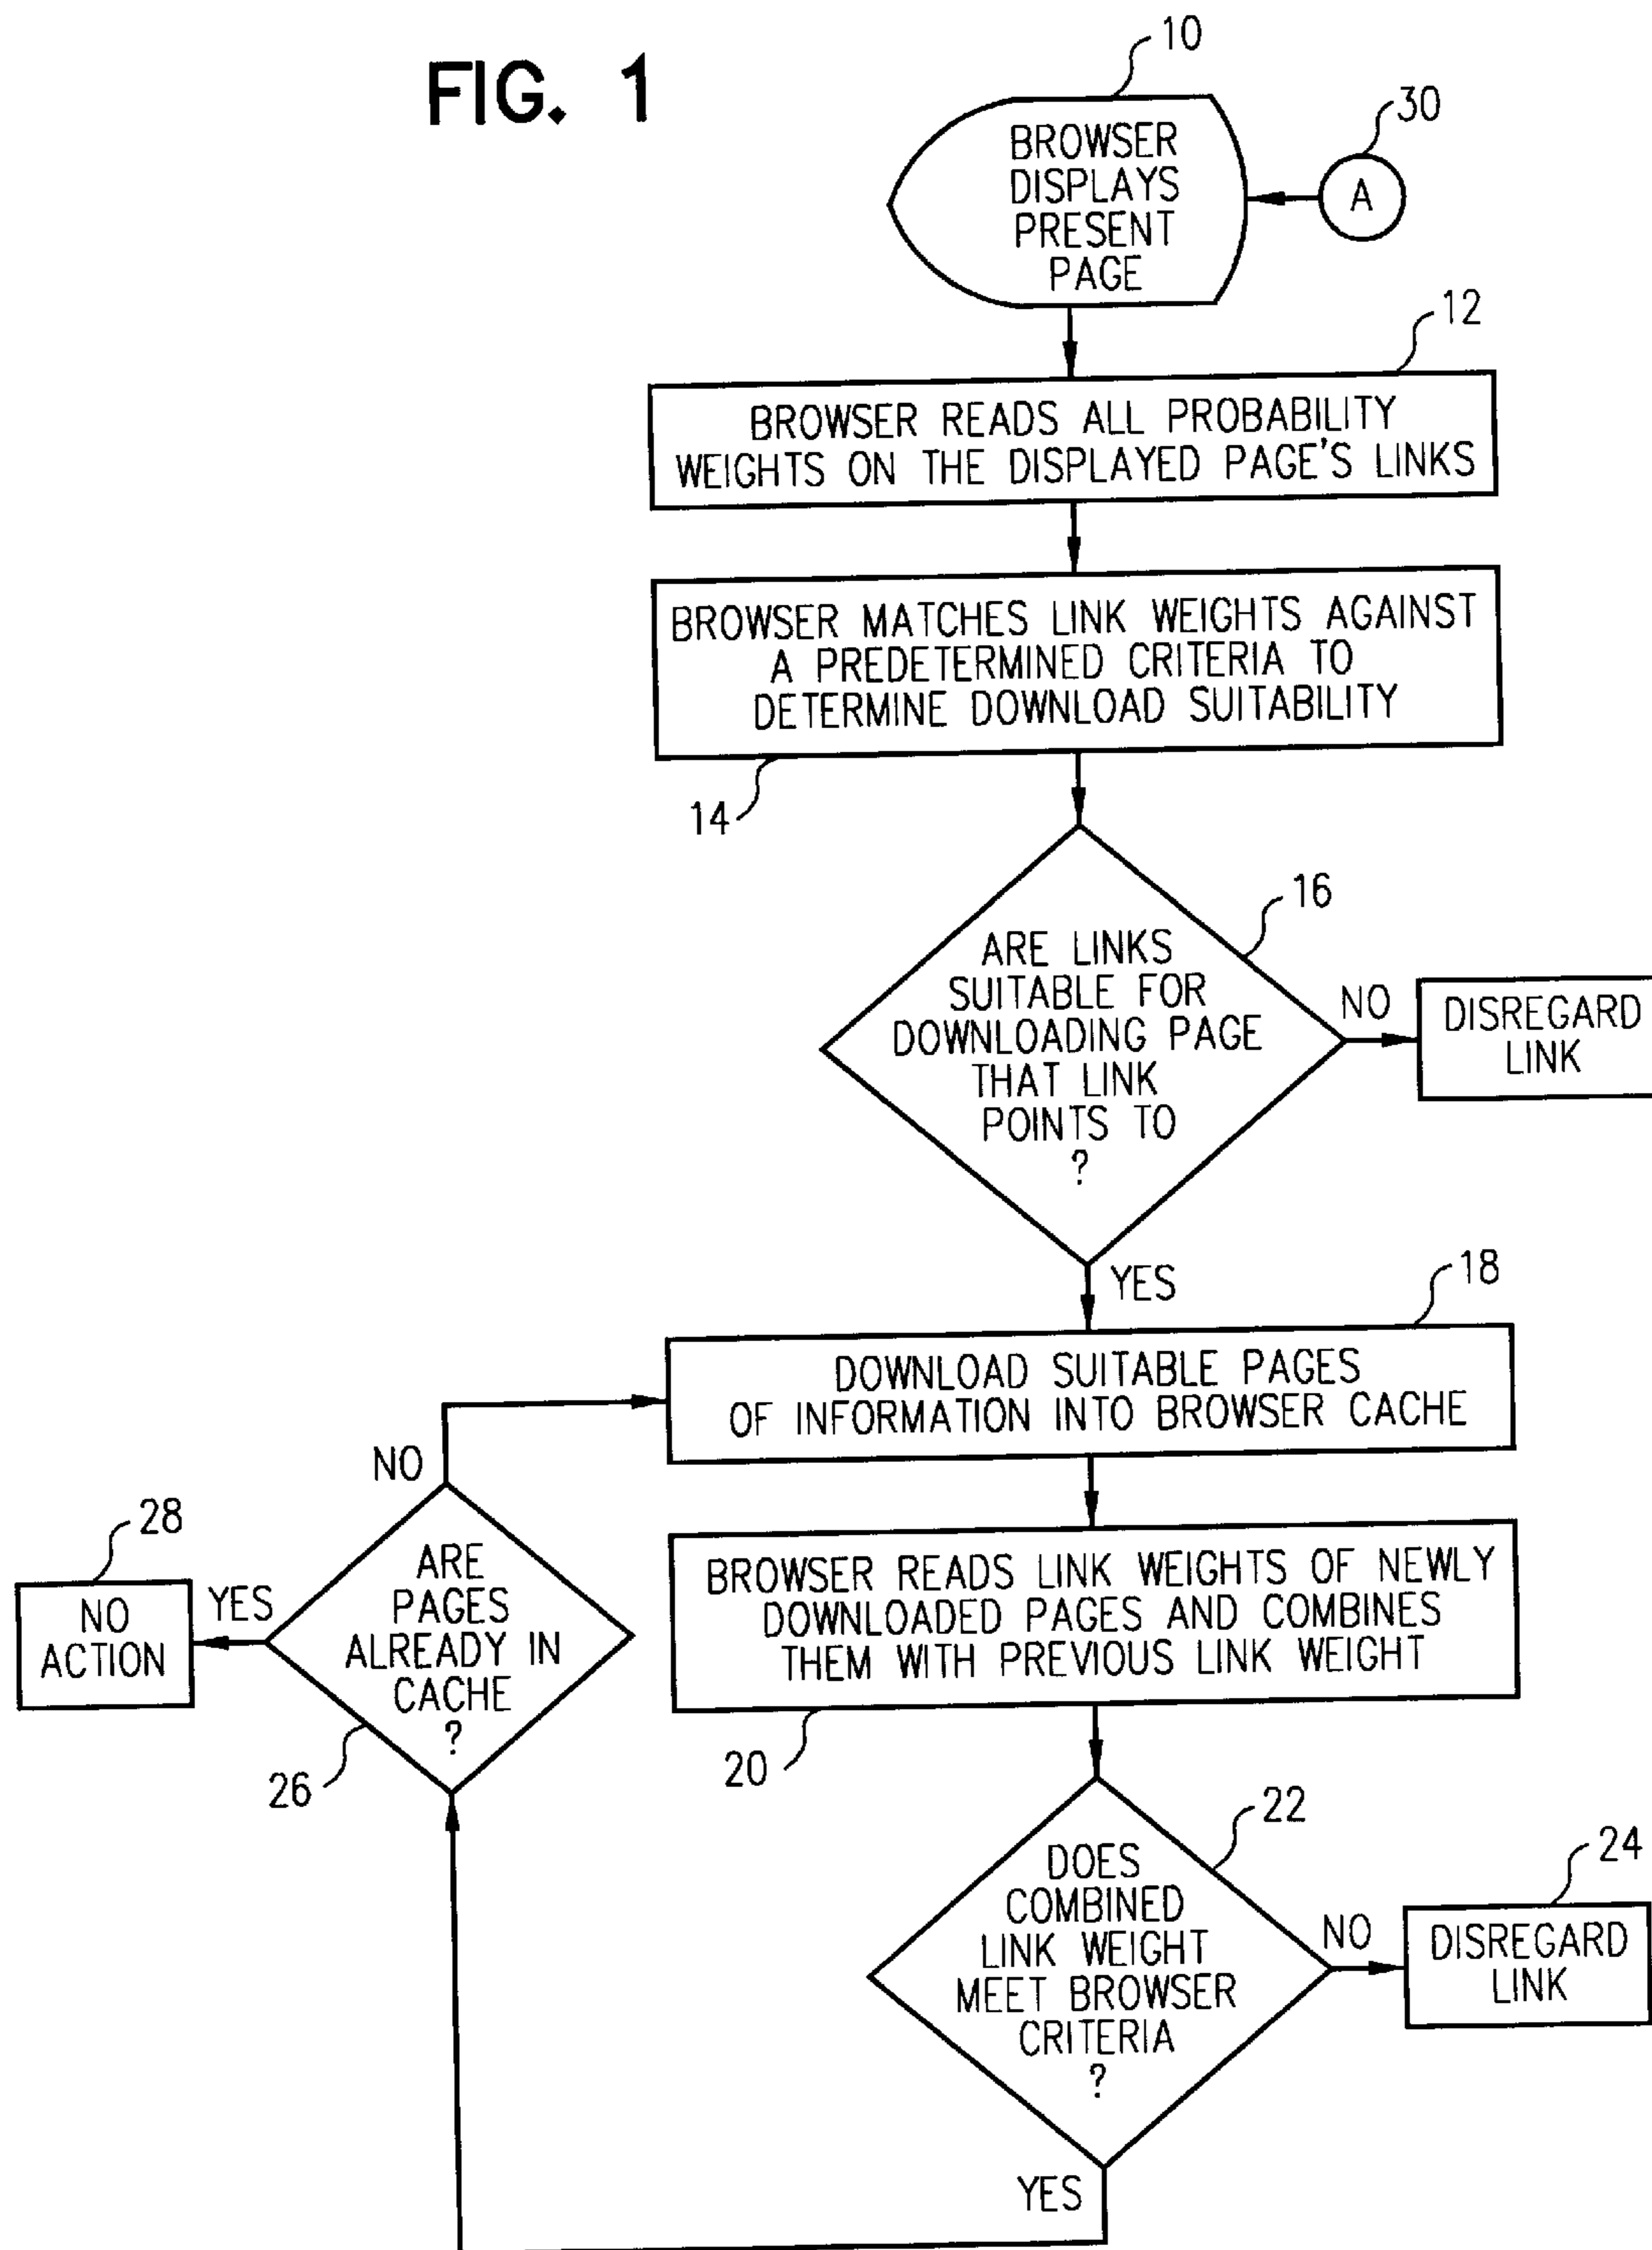 FIG. 1
10
BROWSER
DISPLAYS
PRESENT
PAGE
30
A
12
BROWSER READS ALL PROBABILITY
WEIGHTS ON THE DISPLAYED PAGE'S LINKS
BROWSER MATCHES LINK WEIGHTS AGAINST
A PREDETERMINED CRITERIA TO
DETERMINE DOWNLOAD SUITABILITY
14
16
ARE LINKS
SUITABLE FOR
DOWNLOADING PAGE
THAT LINK
POINTS TO
?
NO
DISREGARD
LINK
YES
18
DOWNLOAD SUITABLE PAGES
OF INFORMATION INTO BROWSER CACHE
NO
28
NO
ACTION
YES
ARE
PAGES
ALREADY IN
CACHE
?
26
BROWSER READS LINK WEIGHTS OF NEWLY
DOWNLOADED PAGES AND COMBINES
THEM WITH PREVIOUS LINK WEIGHT
20
22
DOES
COMBINED
LINK WEIGHT
MEET BROWSER
CRITERIA
?
NO
24
DISREGARD
LINK
YES